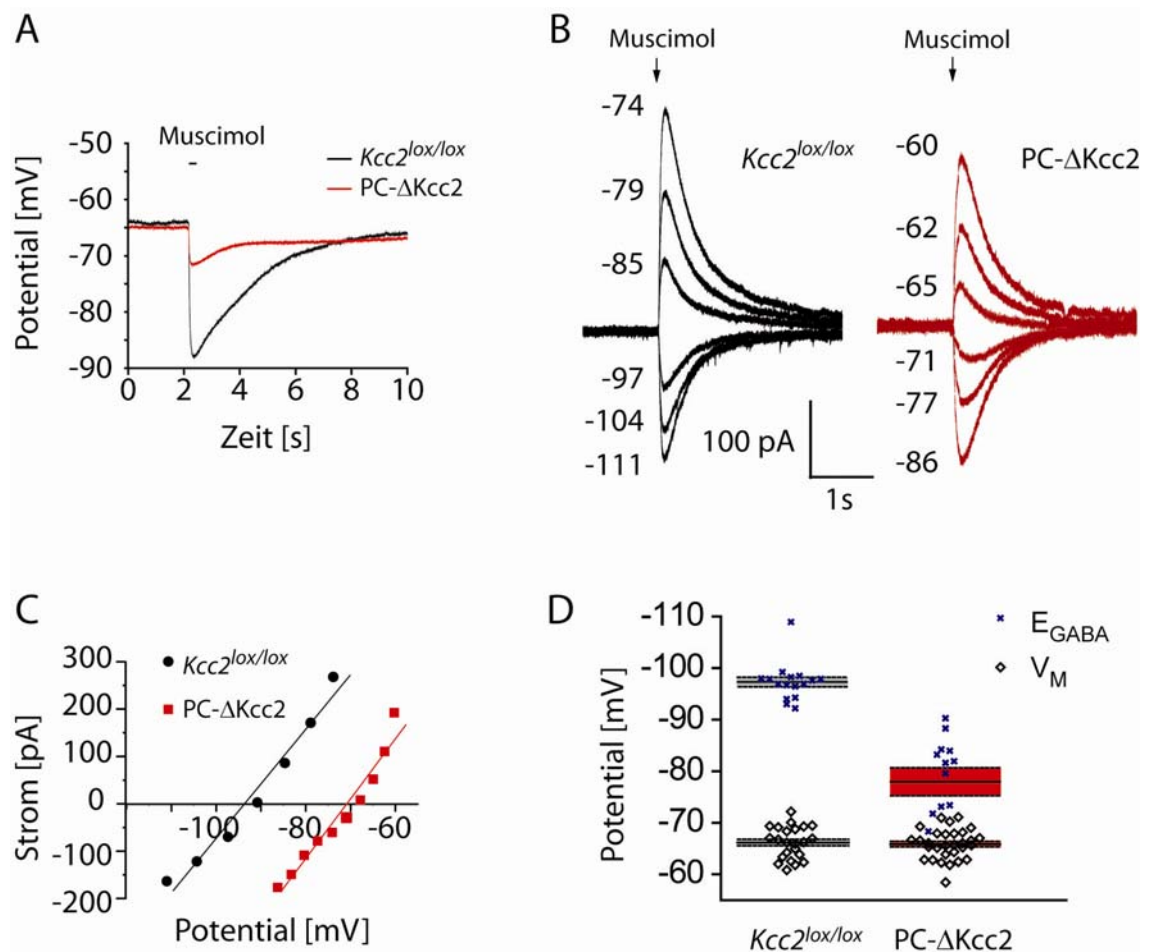 A
Muscimol
Kcc2lox/lox
PC-ΔKcc2
Potential [mV]
-50
-60
-70
-80
-90
0 2 4 6 8 10
Zeit [s]
B
Muscimol
Muscimol
Kcc2lox/lox
PC-ΔKcc2
-74
-79
-85
-97
-104
-111
-60
-62
-65
-71
-77
-86
100 pA
1s
C
Kcc2lox/lox
PC-ΔKcc2
Strom [pA]
300
200
100
0
-100
-200
-100 -80 -60
Potential [mV]
D
EGABA
VM
Potential [mV]
-110
-100
-90
-80
-70
-60
Kcc2lox/lox PC-ΔKcc2